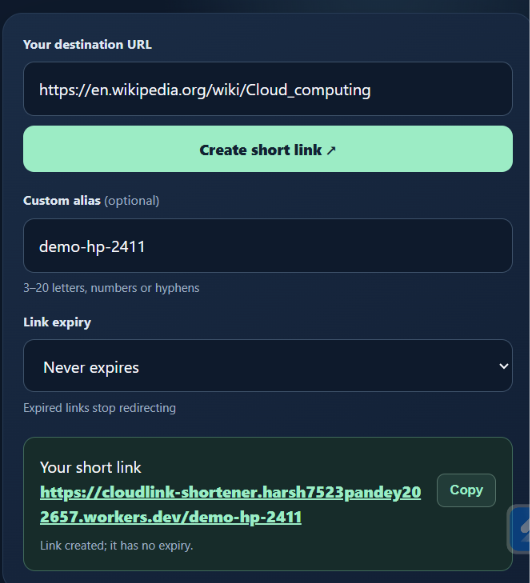 Your destination URL
https://en.wikipedia.org/wiki/Cloud_computing
Create short link ↗
Custom alias (optional)
demo-hp-2411
3–20 letters, numbers or hyphens
Link expiry
Never expires
Expired links stop redirecting
Your short link
https://cloudlink-shortener.harsh7523pandey20
2657.workers.dev/demo-hp-2411
Copy
Link created; it has no expiry.